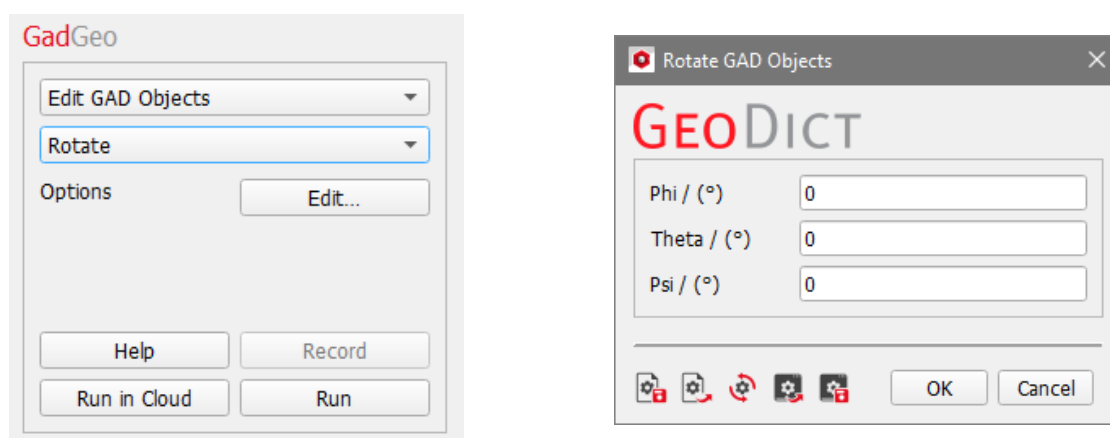 GadGeo
Edit GAD Objects
Rotate
Options
Edit...
Help
Record
Run in Cloud
Run
Rotate GAD Objects
GEODICT
Phi / (°)
0
Theta / (°)
0
Psi / (°)
0
OK
Cancel